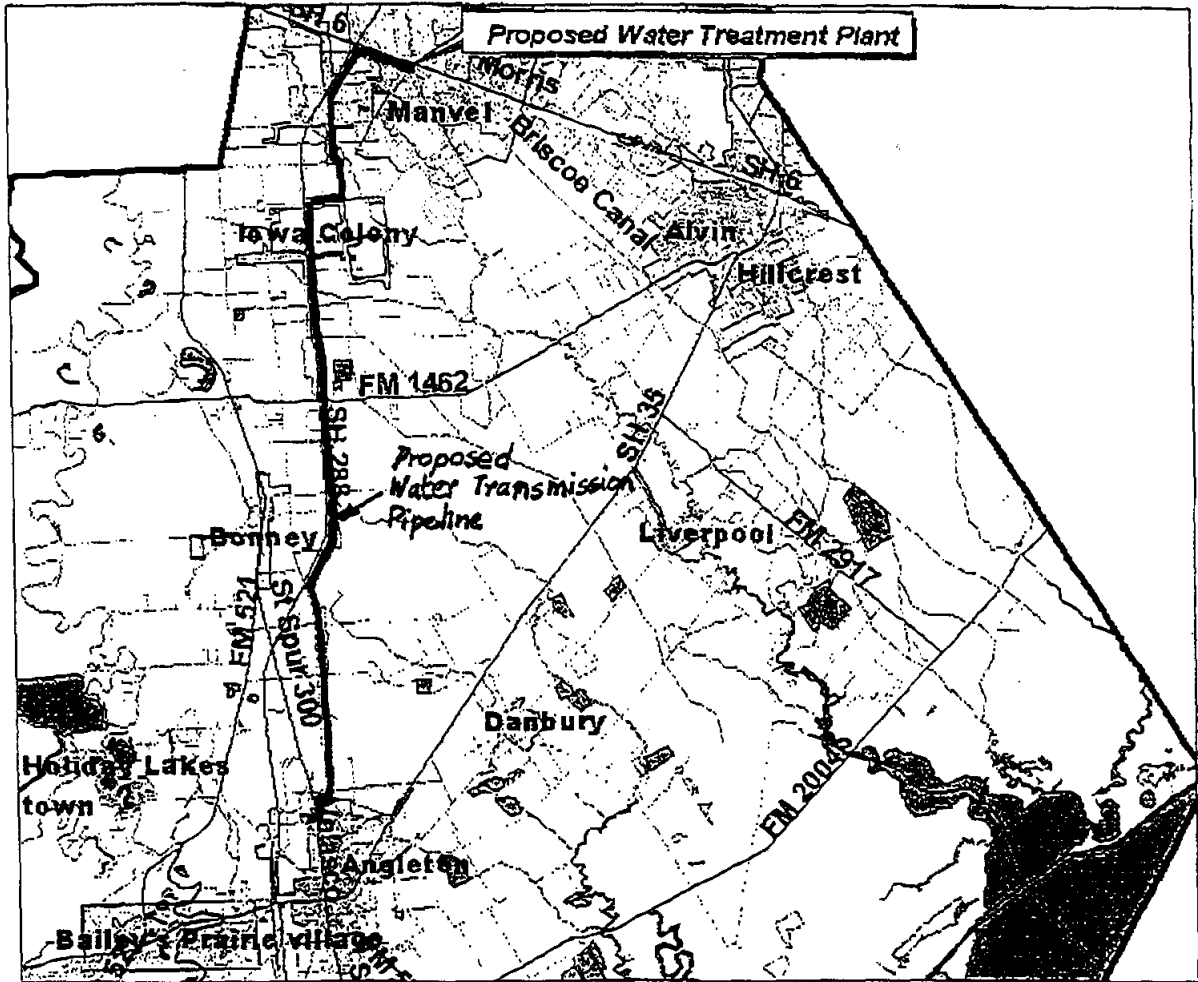 Proposed Water Treatment Plant
SH 6
Morris
Manvel
Briscoe Canal
SH 6
Iowa Colony
Alvin
Hillcrest
FM 1462
SH 288
SH 35
Proposed
Water Transmission
Pipeline
Bonney
Liverpool
FM 2917
FM 521
St Spur 300
Danbury
Holiday Lakes
town
FM 2004
Velasco
Angleton
Bailey's Prairie village